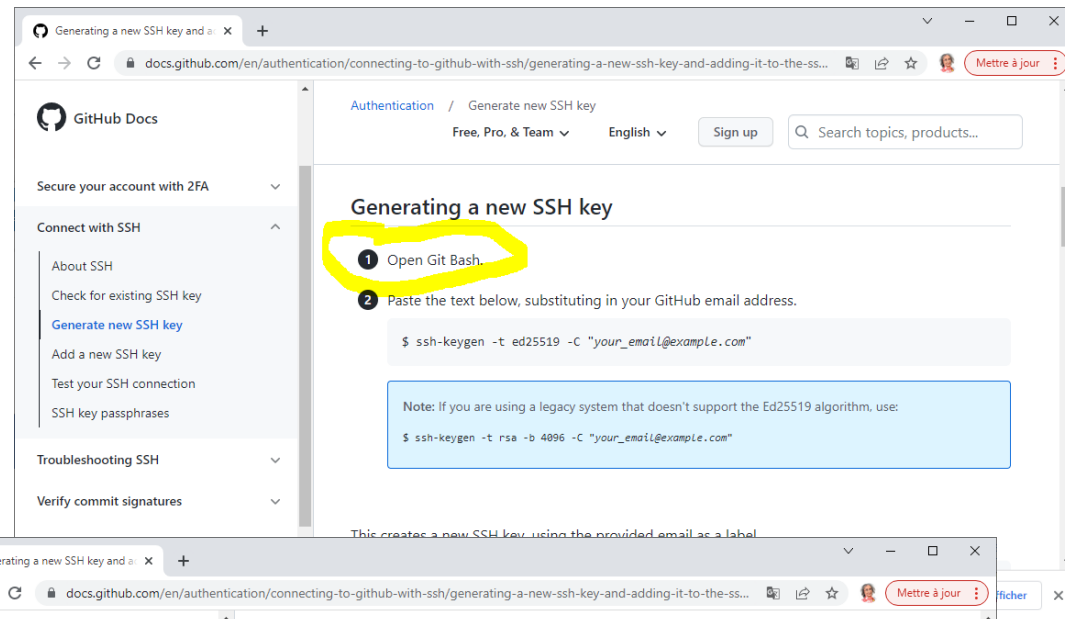 Generating a new SSH key and a
docs.github.com/en/authentication/connecting-to-github-with-ssh/generating-a-new-ssh-key-and-adding-it-to-the-ss...
Mettre à jour
GitHub Docs
Secure your account with 2FA
Connect with SSH
About SSH
Check for existing SSH key
Generate new SSH key
Add a new SSH key
Test your SSH connection
SSH key passphrases
Troubleshooting SSH
Verify commit signatures
Authentication / Generate new SSH key
Free, Pro, & Team English Sign up Search topics, products...
Generating a new SSH key
1 Open Git Bash.
2 Paste the text below, substituting in your GitHub email address.
$ ssh-keygen -t ed25519 -C "your_email@example.com"
Note: If you are using a legacy system that doesn't support the Ed25519 algorithm, use:
$ ssh-keygen -t rsa -b 4096 -C "your_email@example.com"
This creates a new SSH key, using the provided email as a label.
erating a new SSH key and a
docs.github.com/en/authentication/connecting-to-github-with-ssh/generating-a-new-ssh-key-and-adding-it-to-the-ss...
Mettre à jour
fficher